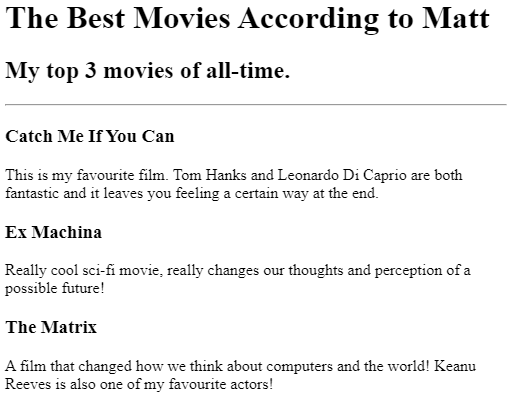 The Best Movies According to Matt
My top 3 movies of all-time.
Catch Me If You Can
This is my favourite film. Tom Hanks and Leonardo Di Caprio are both
fantastic and it leaves you feeling a certain way at the end.
Ex Machina
Really cool sci-fi movie, really changes our thoughts and perception of a
possible future!
The Matrix
A film that changed how we think about computers and the world! Keanu
Reeves is also one of my favourite actors!